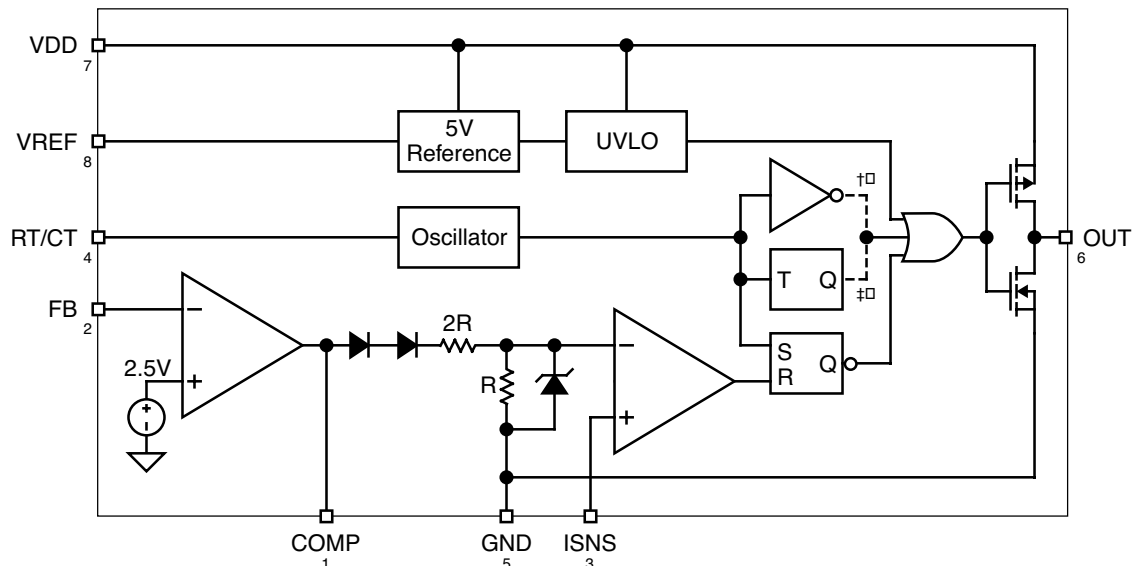 VDD
7
VREF
8
5V
Reference
UVLO
†□
RT/CT
4
Oscillator
OUT
6
T Q
‡□
FB
2
2.5V
+
-
−
+
2R
R
−
+
S
R
Q
COMP
1
GND
5
ISNS
3